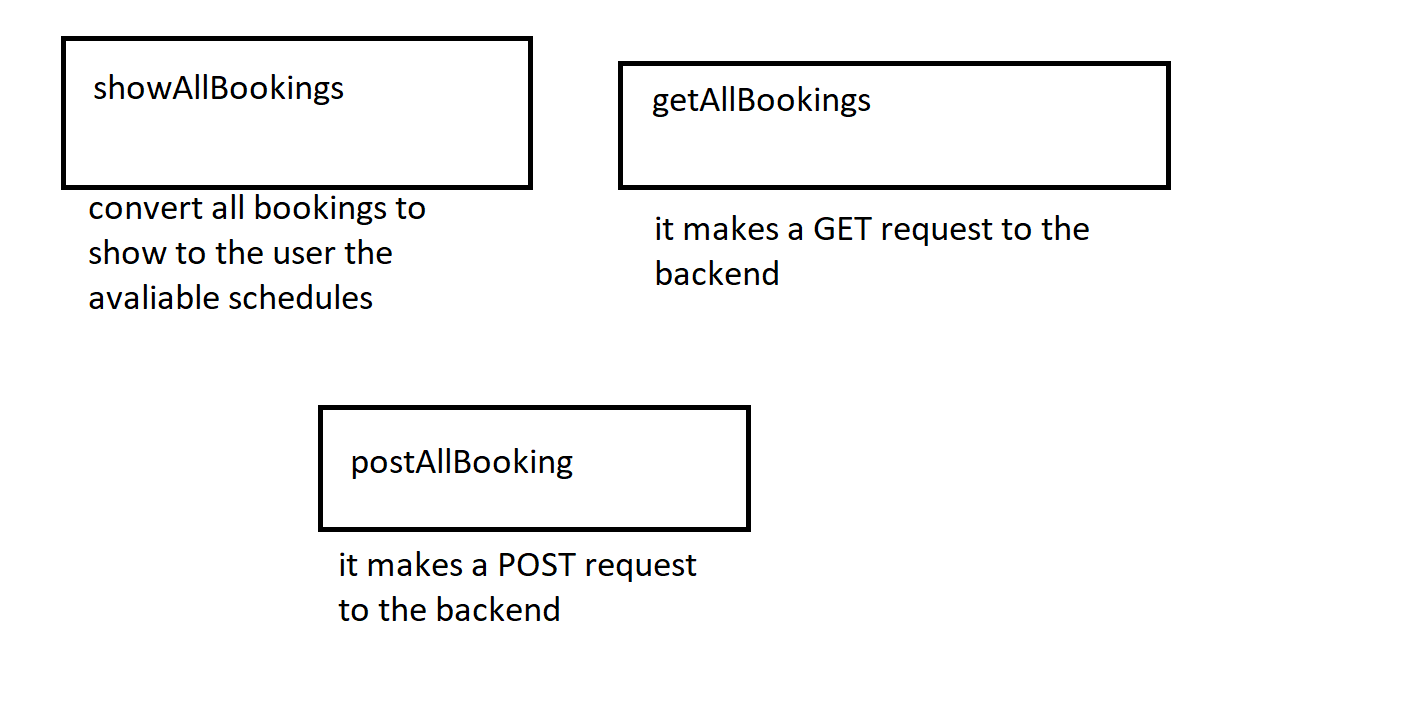 showAllBookings
convert all bookings to
show to the user the
avaliable schedules
getAllBookings
it makes a GET request to the
backend
postAllBooking
it makes a POST request
to the backend